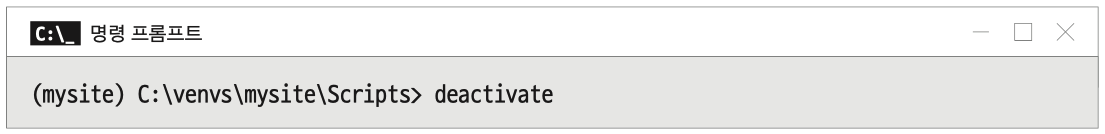 C:\_ 명령 프롬프트
(mysite) C:\venvs\mysite\Scripts> deactivate